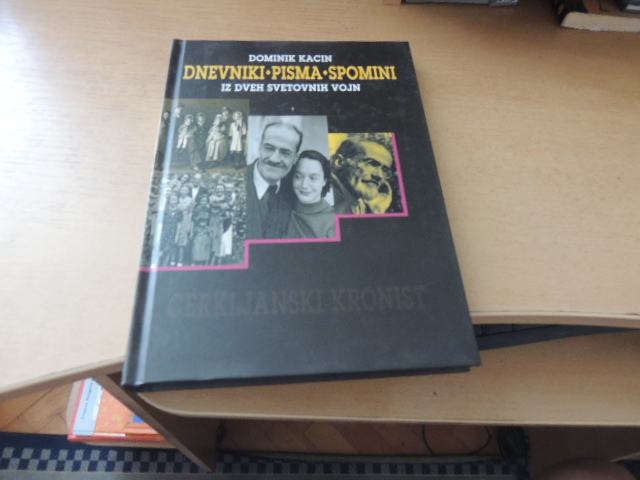 DOMINIK KACIN
DNEVNIKI•PISMA•SPOMINI
IZ DVEH SVETOVNIH VOJN
CERKLJANSKI KRONIST